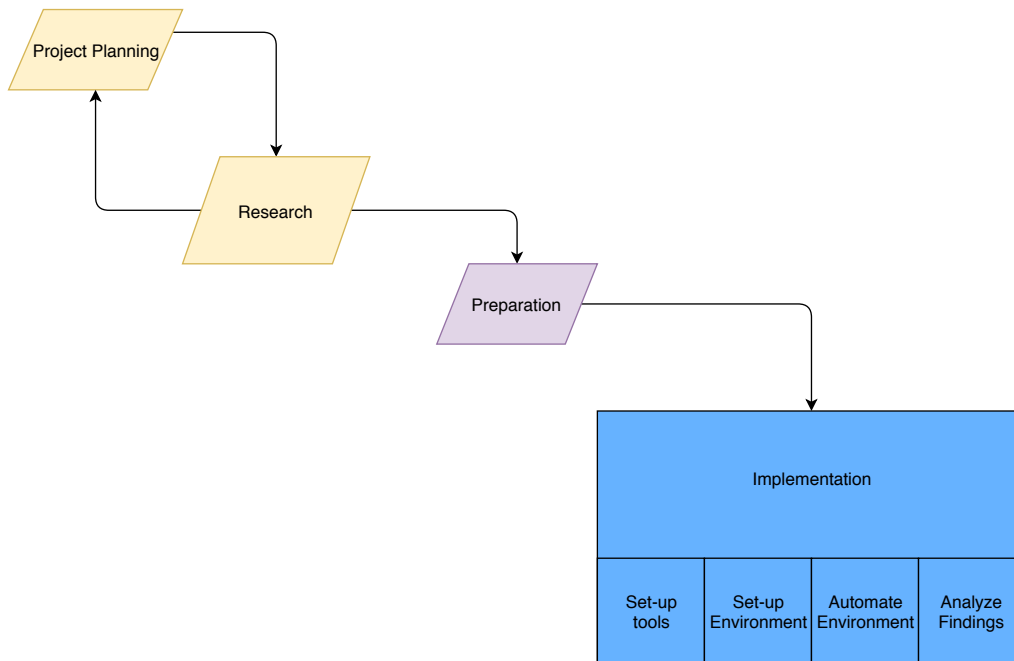 Project Planning
Research
Preparation
Implementation
Set-up
tools
Set-up
Environment
Automate
Environment
Analyze
Findings